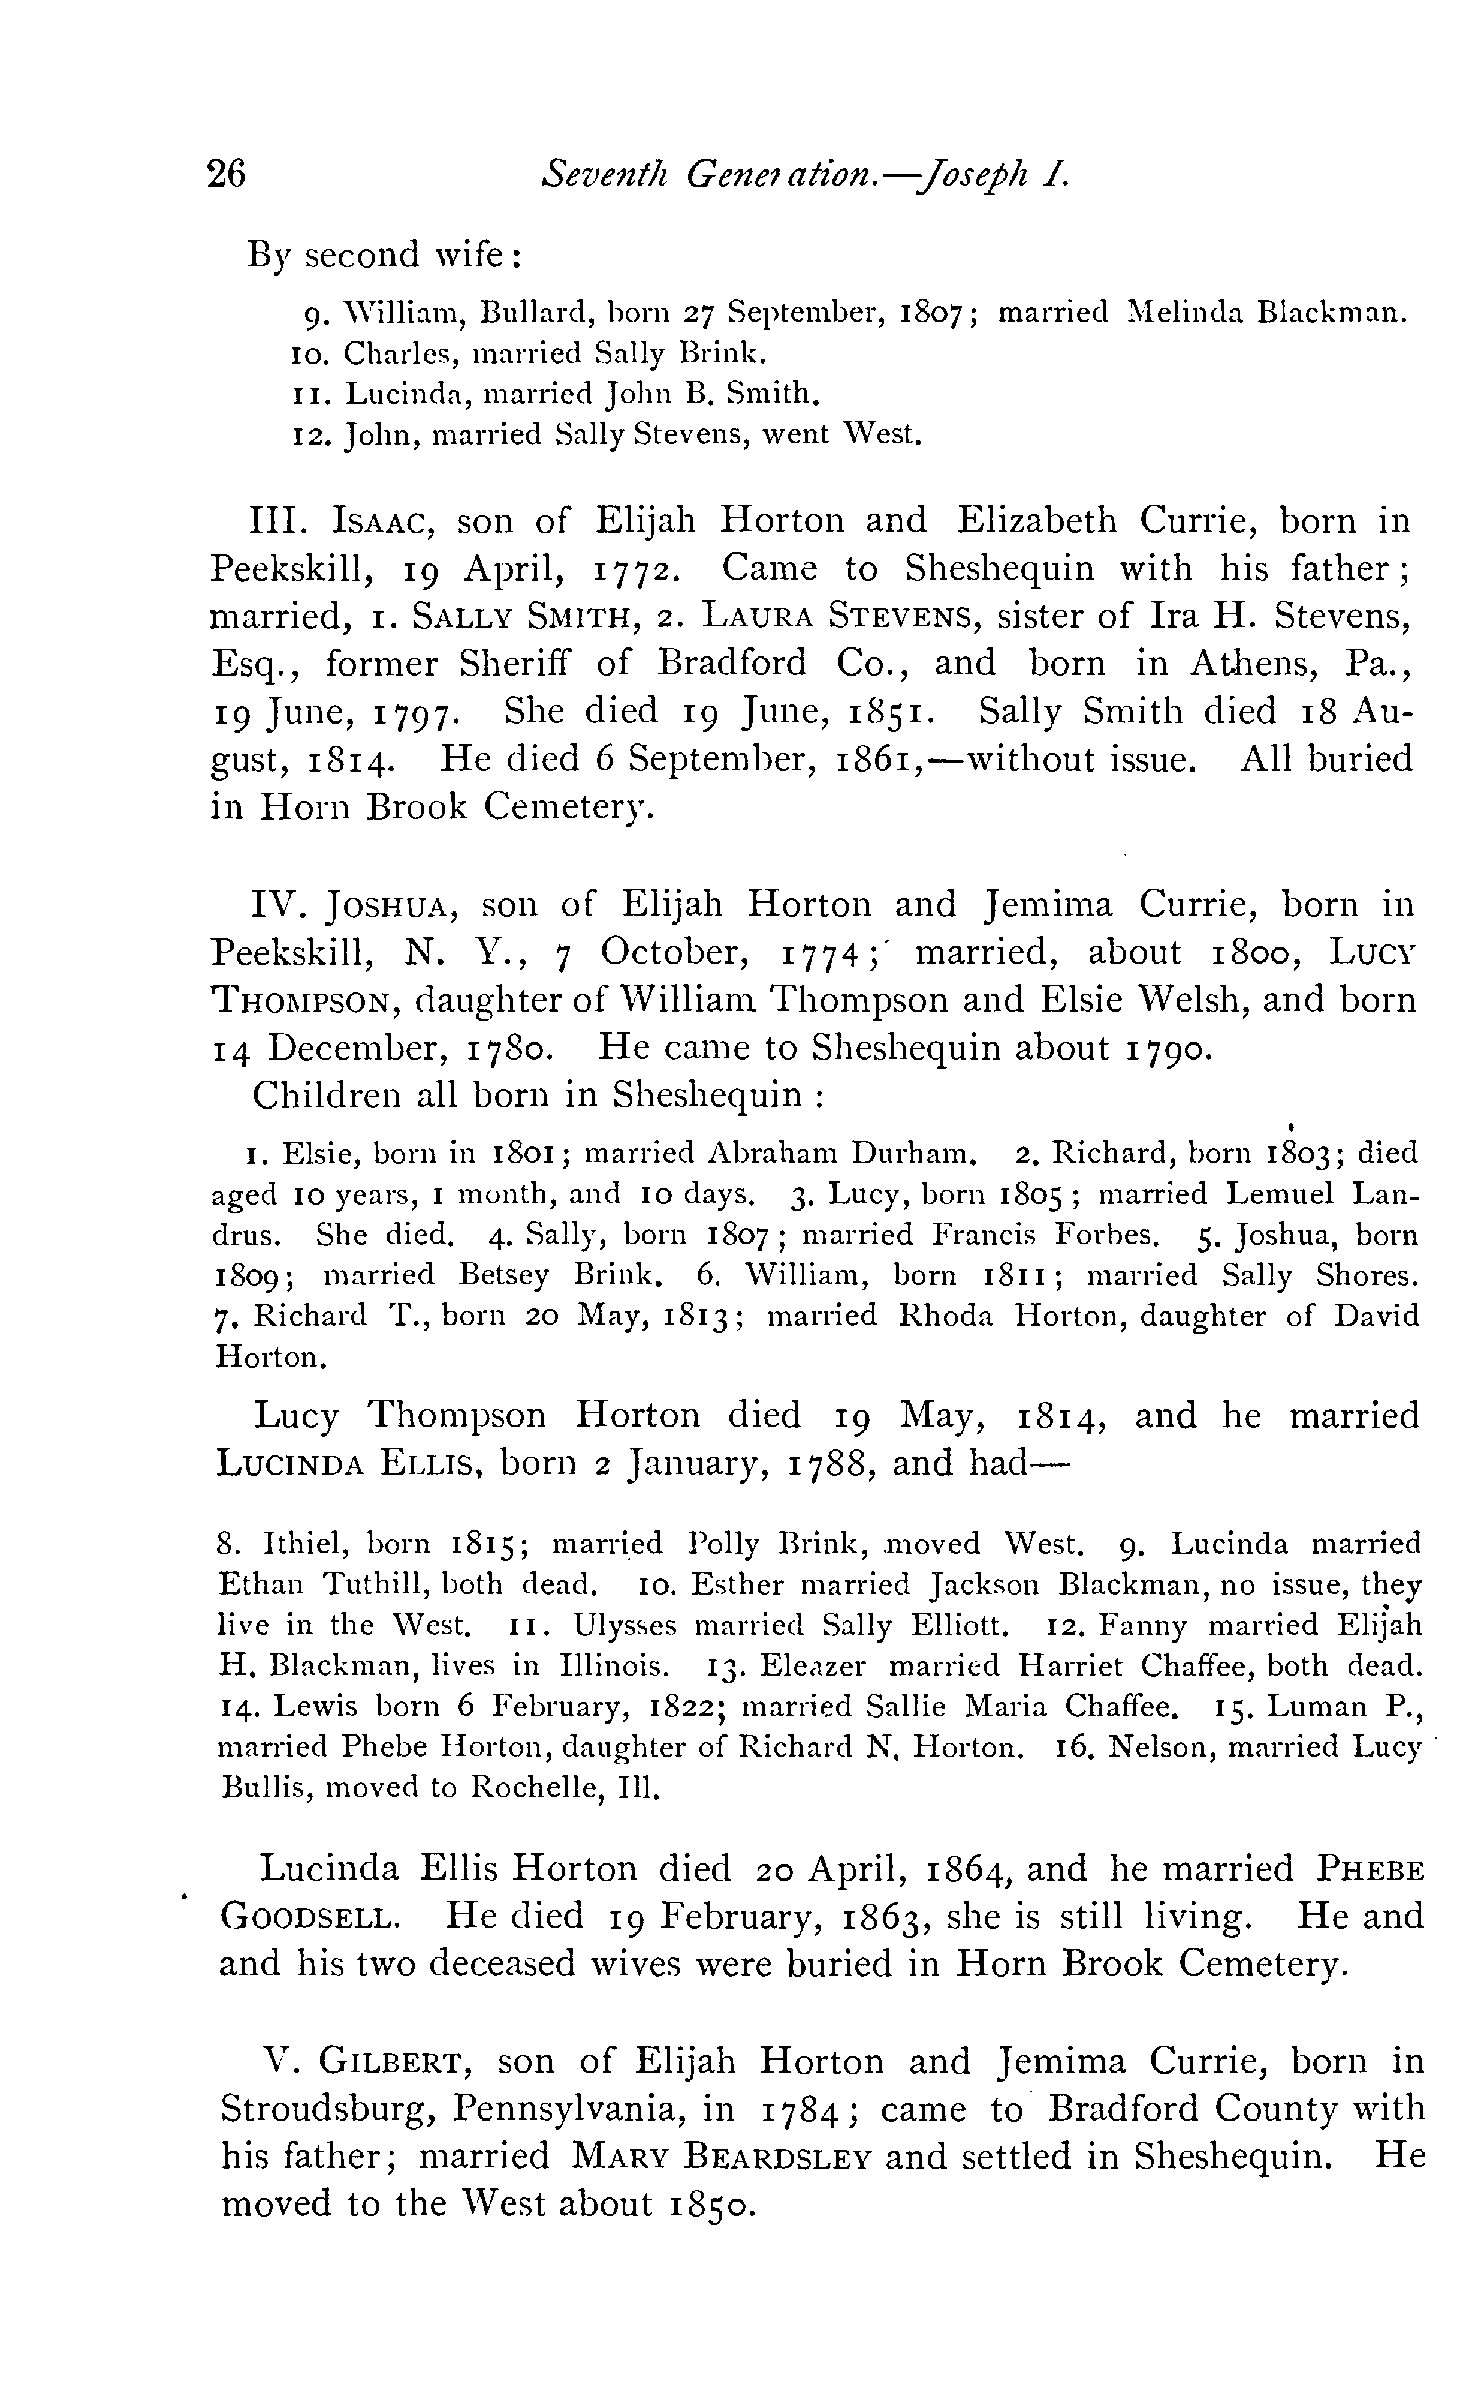 26 Seventh Generation.—Joseph I.
By second wife :
9. William, Bullard, born 27 September, 1807; married Melinda Blackman.
10. Charles, married Sally Brink.
11. Lucinda, married John B. Smith.
12. John, married Sally Stevens, went West.
III. ISAAC, son of Elijah Horton and Elizabeth Currie, born in
Peekskill, 19 April, 1772. Came to Sheshequin with his father ;
married, 1. SALLY SMITH, 2. LAURA STEVENS, sister of Ira H. Stevens,
Esq., former Sheriff of Bradford Co., and born in Athens, Pa.,
19 June, 1797. She died 19 June, 1851. Sally Smith died 18 Au-
gust, 1814. He died 6 September, 1861,—without issue. All buried
in Horn Brook Cemetery.
IV. JOSHUA, son of Elijah Horton and Jemima Currie, born in
Peekskill, N. Y., 7 October, 1774 ; married, about 1800, LUCY
THOMPSON, daughter of William Thompson and Elsie Welsh, and born
14 December, 1780. He came to Sheshequin about 1790.
Children all born in Sheshequin :
1. Elsie, born in 1801 ; married Abraham Durham. 2. Richard, born 1803; died
aged 10 years, 1 month, and 10 days. 3. Lucy, born 1805 ; married Lemuel Lan-
drus. She died. 4. Sally, born 1807 ; married Francis Forbes. 5. Joshua, born
1809; married Betsey Brink. 6. William, born 1811 ; married Sally Shores.
7. Richard T., born 20 May, 1813; married Rhoda Horton, daughter of David
Horton.
Lucy Thompson Horton died 19 May, 1814, and he married
LUCINDA ELLIS, born 2 January, 1788, and had—
8. Ithiel, born 1815; married Polly Brink, moved West. 9. Lucinda married
Ethan Tuthill, both dead. 10. Esther married Jackson Blackman, no issue, they
live in the West. 11. Ulysses married Sally Elliott. 12. Fanny married Elijah
H. Blackman, lives in Illinois. 13. Eleazer married Harriet Chaffee, both dead.
14. Lewis born 6 February, 1822; married Sallie Maria Chaffee. 15. Luman P.,
married Phebe Horton, daughter of Richard N. Horton. 16. Nelson, married Lucy
Bullis, moved to Rochelle, Ill.
Lucinda Ellis Horton died 20 April, 1864, and he married PHEBE
GOODSELL. He died 19 February, 1863, she is still living. He and
and his two deceased wives were buried in Horn Brook Cemetery.
V. GILBERT, son of Elijah Horton and Jemima Currie, born in
Stroudsburg, Pennsylvania, in 1784 ; came to Bradford County with
his father; married MARY BEARDSLEY and settled in Sheshequin. He
moved to the West about 1850.